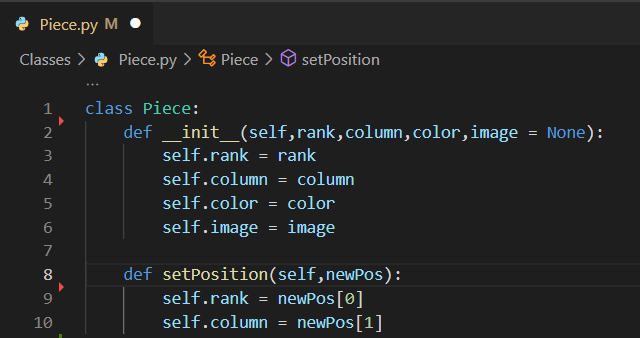 Piece.py M
Classes > Piece.py > Piece > setPosition
...
1 class Piece:
2     def __init__(self,rank,column,color,image = None):
3         self.rank = rank
4         self.column = column
5         self.color = color
6         self.image = image
7
8     def setPosition(self,newPos):
9         self.rank = newPos[0]
10         self.column = newPos[1]